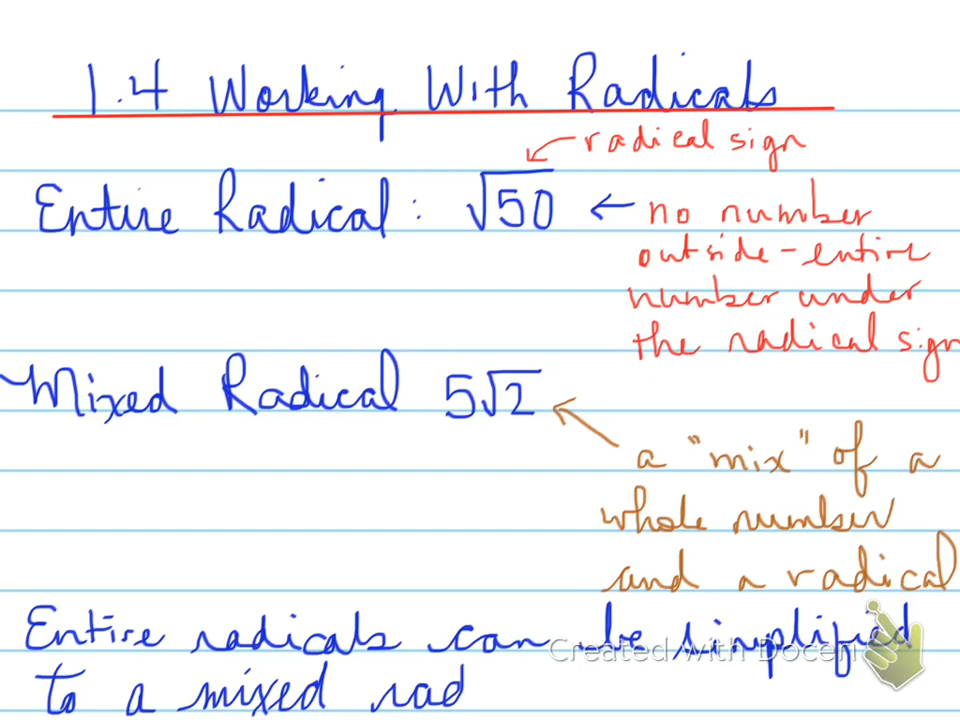 1.4 Working With Radicals
radical sign
Entire Radical: √50 ← no number
outside - entire
number under
the radical sign
Mixed Radical 5√2
a "mix" of a
whole number
and a radical
Entire radicals can be simplified
Created with Doceri
to a mixed rad